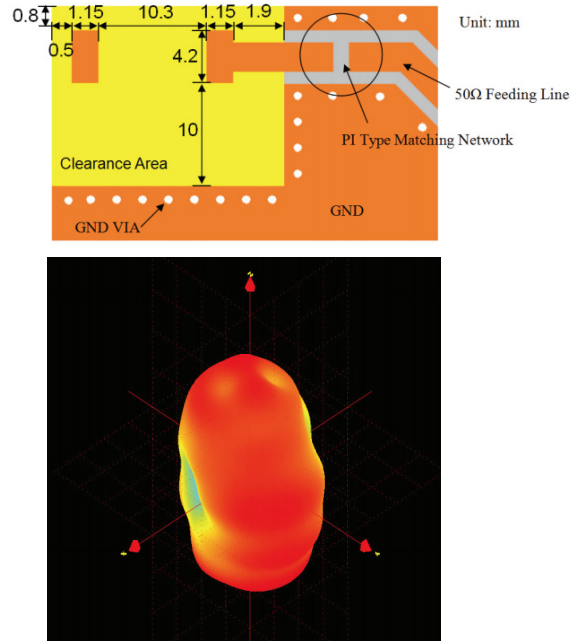 1.15 10.3 1.15 1.9
Unit: mm
0.8
0.5
4.2
50Ω Feeding Line
10
PI Type Matching Network
Clearance Area
GND VIA
GND